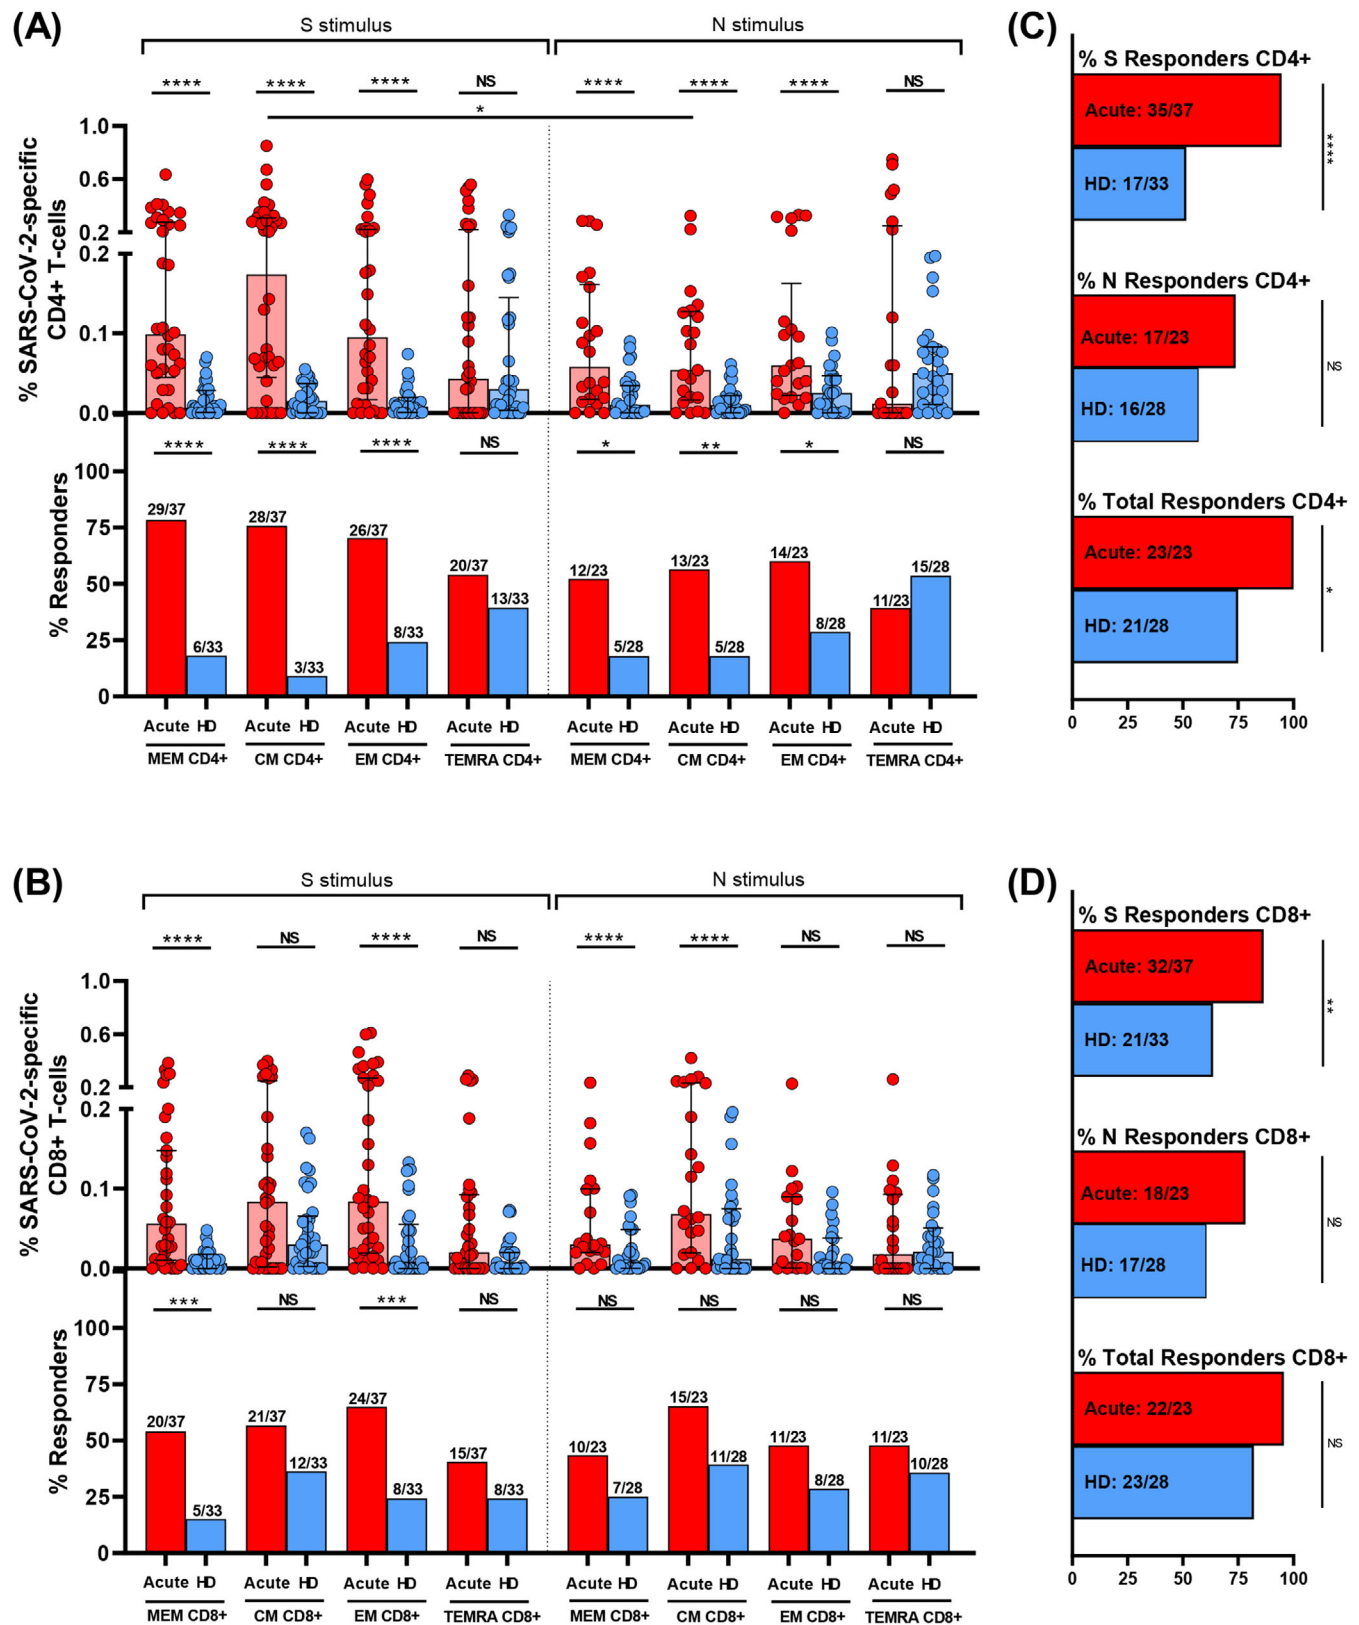 (A)
S stimulus
N stimulus
**** **** **** NS **** **** **** NS
*
% SARS-CoV-2-specific
CD4+ T-cells
1.0
0.6
0.2
0.2
0.1
0.0
**** **** **** NS * ** * NS
% Responders
100
75
50
25
0
29/37 6/33 28/37 3/33 26/37 8/33 20/37 13/33 12/23 5/28 13/23 5/28 14/23 8/28 11/23 15/28
Acute HD Acute HD Acute HD Acute HD Acute HD Acute HD Acute HD Acute HD
MEM CD4+ CM CD4+ EM CD4+ TEMRA CD4+ MEM CD4+ CM CD4+ EM CD4+ TEMRA CD4+
(C)
% S Responders CD4+
Acute: 35/37
HD: 17/33
****
% N Responders CD4+
Acute: 17/23
HD: 16/28
NS
% Total Responders CD4+
Acute: 23/23
HD: 21/28
*
0 25 50 75 100
(B)
S stimulus
N stimulus
**** NS **** NS **** **** NS NS
% SARS-CoV-2-specific
CD8+ T-cells
1.0
0.6
0.2
0.2
0.1
0.0
*** NS *** NS NS NS NS NS
% Responders
100
75
50
25
0
20/37 5/33 21/37 12/33 24/37 8/33 15/37 8/33 10/23 7/28 15/23 11/28 11/23 8/28 11/23 10/28
Acute HD Acute HD Acute HD Acute HD Acute HD Acute HD Acute HD Acute HD
MEM CD8+ CM CD8+ EM CD8+ TEMRA CD8+ MEM CD8+ CM CD8+ EM CD8+ TEMRA CD8+
(D)
% S Responders CD8+
Acute: 32/37
HD: 21/33
**
% N Responders CD8+
Acute: 18/23
HD: 17/28
NS
% Total Responders CD8+
Acute: 22/23
HD: 23/28
NS
0 25 50 75 100